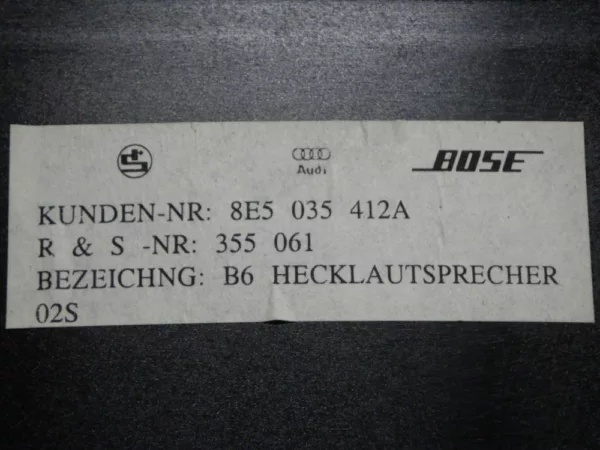 Audi BOSE
KUNDEN-NR: 8E5 035 412A
R & S -NR: 355 061
BEZEICHNG: B6 HECKLAUTSPRECHER
02S